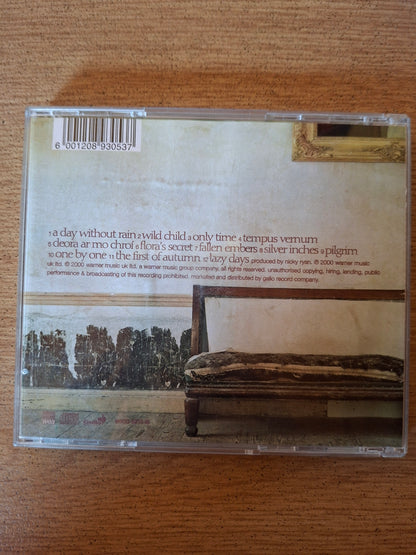 6 001208 930537
1 a day without rain 2 wild child 3 only time 4 tempus vernum
5 deora ar mo chroí 6 flora's secret 7 fallen embers 8 silver inches 9 pilgrim
10 one by one 11 the first of autumn 12 lazy days produced by nicky ryan. ℗ 2000 warner music
uk ltd. © 2000 warner music uk ltd, a warner music group company, all rights reserved. unauthorised copying, hiring, lending, public
performance & broadcasting of this recording prohibited. marketed and distributed by gallo record company.